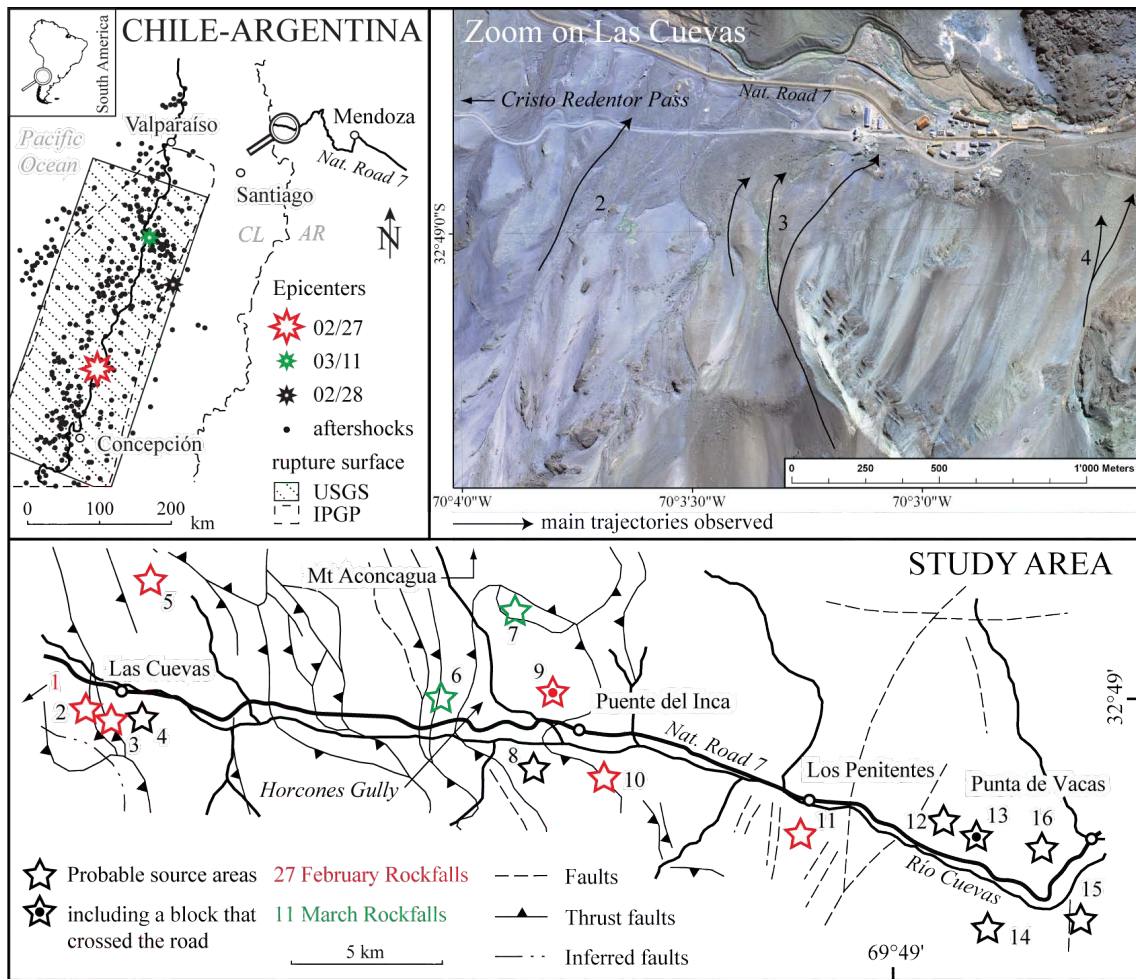 CHILE-ARGENTINA
South America
Pacific
Ocean
Valparaíso
Mendoza
Nat. Road 7
Santiago
CL
AR
N
Concepción
Epicenters
02/27
03/11
02/28
aftershocks
rupture surface
USGS
IPGP
0
100
200
km
Zoom on Las Cuevas
Nat. Road 7
Cristo Redentor Pass
2
3
4
32°49'0"S
0
250
500
1'000 Meters
70°4'0"W
70°3'30"W
70°3'0"W
main trajectories observed
STUDY AREA
Mt Aconcagua
5
7
Las Cuevas
1
2
3
4
6
9
Puente del Inca
32°49'
Nat. Road 7
8
10
Horcones Gully
Los Penitentes
Punta de Vacas
11
12
13
16
15
14
Río Cuevas
Probable source areas
including a block that
crossed the road
27 February Rockfalls
11 March Rockfalls
5 km
Faults
Thrust faults
Inferred faults
69°49'